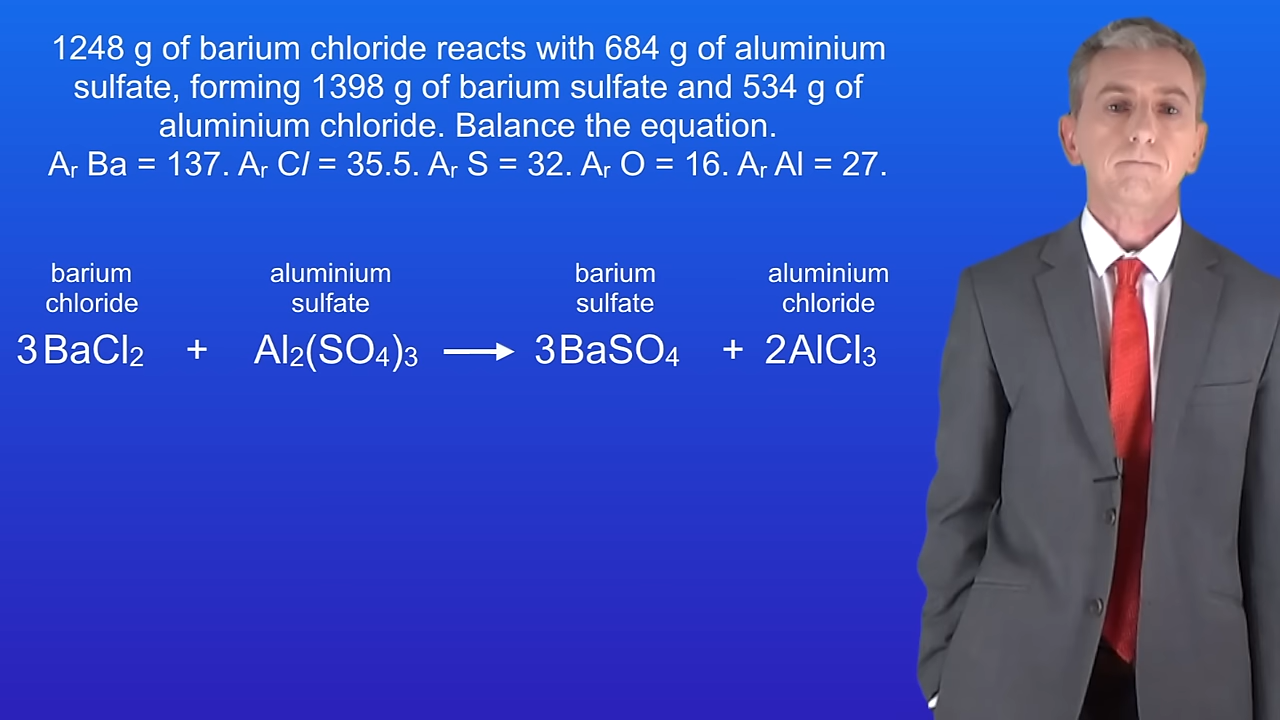 1248 g of barium chloride reacts with 684 g of aluminium
sulfate, forming 1398 g of barium sulfate and 534 g of
aluminium chloride. Balance the equation.
Aᵣ Ba = 137. Aᵣ Cl = 35.5. Aᵣ S = 32. Aᵣ O = 16. Aᵣ Al = 27.
barium chloride
aluminium sulfate
barium sulfate
aluminium chloride
3BaCl₂ + Al₂(SO₄)₃ ⟶ 3BaSO₄ + 2AlCl₃